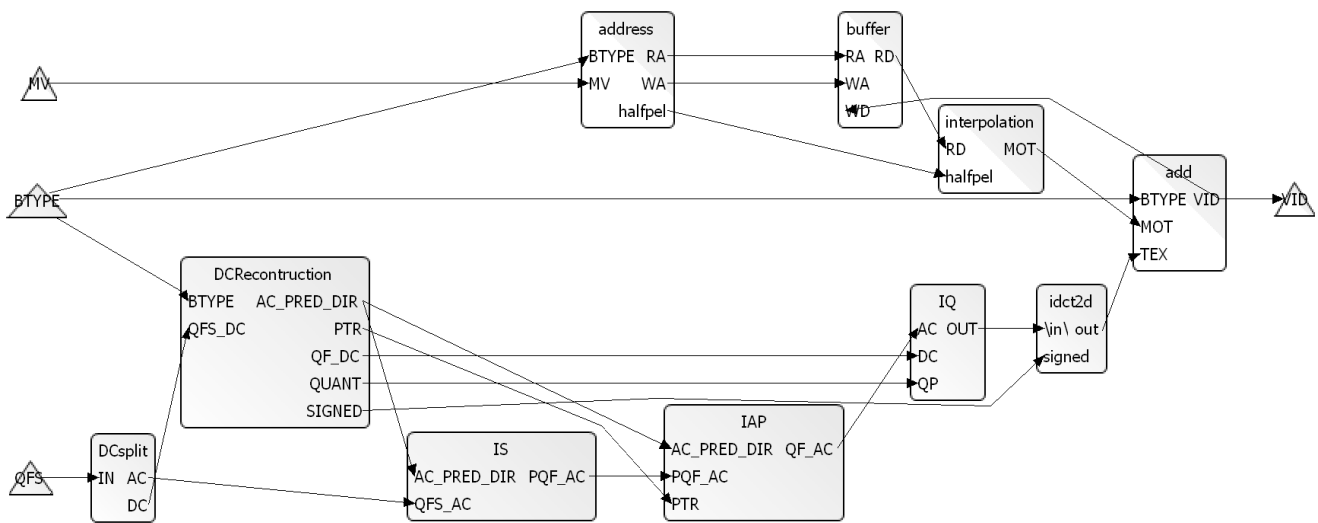 address
buffer
BTYPE RA
RA RD
MV
MV WA
WA
halfpel
WD
interpolation
RD MOT
halfpel
add
BTYPE
BTYPE VID
VID
MOT
TEX
DCRecontruction
BTYPE AC_PRED_DIR
QFS_DC PTR
QF_DC
QUANT
SIGNED
IQ
AC OUT
DC
QP
idct2d
\in\ out
signed
IAP
AC_PRED_DIR QF_AC
PQF_AC
PTR
IS
AC_PRED_DIR PQF_AC
QFS_AC
DCsplit
QFS
IN AC
DC